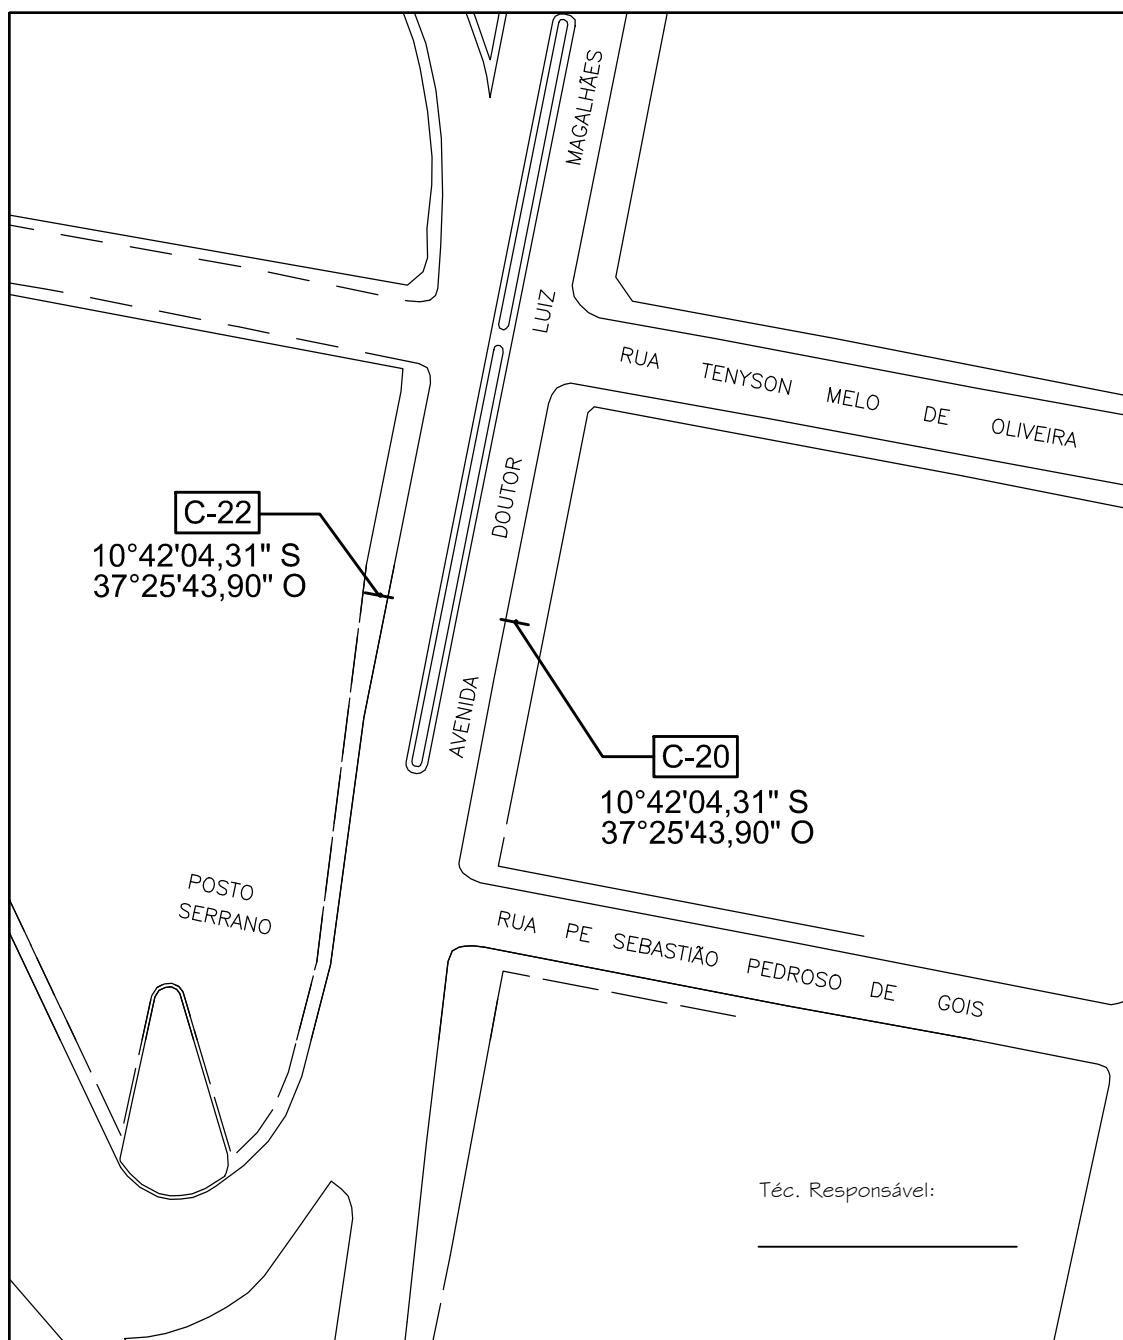 AVENIDA DOUTOR LUIZ MAGALHÃES
RUA TENYSON MELO DE OLIVEIRA
C-22
10°42'04,31" S
37°25'43,90" O
C-20
10°42'04,31" S
37°25'43,90" O
POSTO
SERRANO
RUA PE SEBASTIÃO PEDROSO DE GOIS
Téc. Responsável: